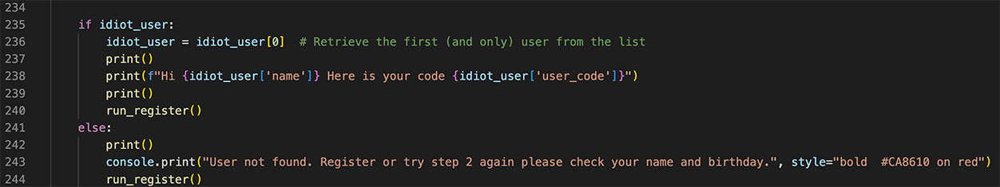 234
235 if idiot_user:
236 idiot_user = idiot_user[0]  # Retrieve the first (and only) user from the list
237 print()
238 print(f"Hi {idiot_user['name']} Here is your code {idiot_user['user_code']}")
239 print()
240 run_register()
241 else:
242 print()
243 console.print("User not found. Register or try step 2 again please check your name and birthday.", style="bold  #CA8610 on red")
244 run_register()